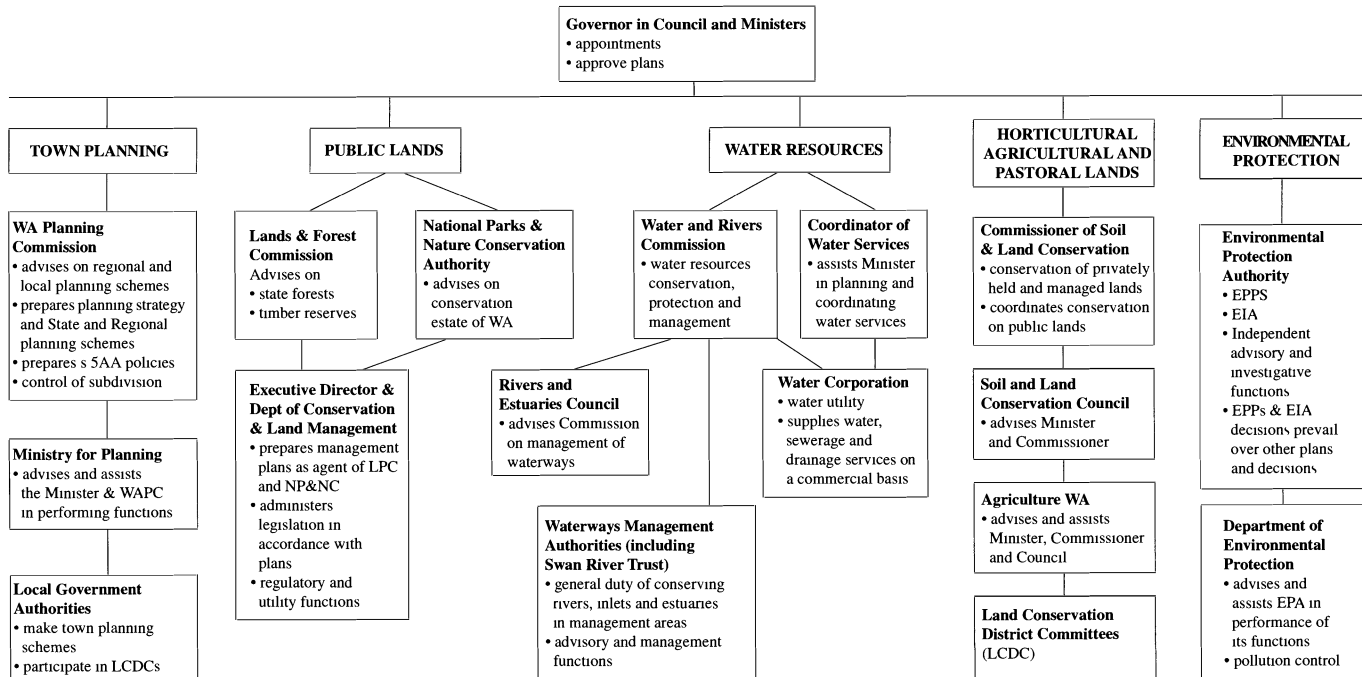 Governor in Council and Ministers
• appointments
• approve plans
TOWN PLANNING
WA Planning
Commission
• advises on regional and
local planning schemes
• prepares planning strategy
and State and Regional
planning schemes
• prepares s 5AA policies
• control of subdivision
Ministry for Planning
• advises and assists
the Minister & WAPC
in performing functions
Local Government
Authorities
• make town planning
schemes
• participate in LCDCs
PUBLIC LANDS
Lands & Forest
Commission
Advises on
• state forests
• timber reserves
National Parks &
Nature Conservation
Authority
• advises on
conservation
estate of WA
Executive Director &
Dept of Conservation
& Land Management
• prepares management
plans as agent of LPC
and NP&NC
• administers
legislation in
accordance with
plans
• regulatory and
utility functions
WATER RESOURCES
Water and Rivers
Commission
• water resources
conservation,
protection and
management
Coordinator of
Water Services
• assists Minister
in planning and
coordinating
water services
Rivers and
Estuaries Council
• advises Commission
on management of
waterways
Water Corporation
• water utility
• supplies water,
sewerage and
drainage services on
a commercial basis
Waterways Management
Authorities (including
Swan River Trust)
• general duty of conserving
rivers, inlets and estuaries
in management areas
• advisory and management
functions
HORTICULTURAL
AGRICULTURAL AND
PASTORAL LANDS
Commissioner of Soil
& Land Conservation
• conservation of privately
held and managed lands
• coordinates conservation
on public lands
Soil and Land
Conservation Council
• advises Minister
and Commissioner
Agriculture WA
• advises and assists
Minister, Commissioner
and Council
Land Conservation
District Committees
(LCDC)
ENVIRONMENTAL
PROTECTION
Environmental
Protection
Authority
• EPPS
• EIA
• Independent
advisory and
investigative
functions
• EPPs & EIA
decisions prevail
over other plans
and decisions
Department of
Environmental
Protection
• advises and
assists EPA in
performance of
its functions
• pollution control